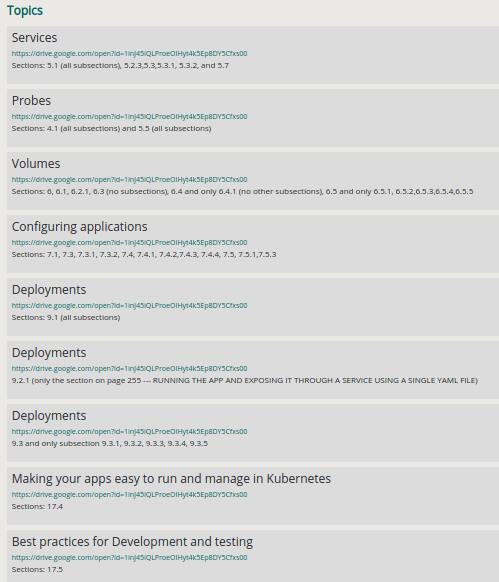 Topics
Services
https://drive.google.com/open?id=1inJ45iQLProeOIHyt4k5Ep8DY5Cfxs00
Sections: 5.1 (all subsections), 5.2.3,5.3,5.3.1, 5.3.2, and 5.7
Probes
https://drive.google.com/open?id=1inJ45iQLProeOIHyt4k5Ep8DY5Cfxs00
Sections: 4.1 (all subsections) and 5.5 (all subsections)
Volumes
https://drive.google.com/open?id=1inJ45iQLProeOIHyt4k5Ep8DY5Cfxs00
Sections: 6, 6.1, 6.2.1, 6.3 (no subsections), 6.4 and only 6.4.1 (no other subsections), 6.5 and only 6.5.1, 6.5.2,6.5.3,6.5.4,6.5.5
Configuring applications
https://drive.google.com/open?id=1inJ45iQLProeOIHyt4k5Ep8DY5Cfxs00
Sections: 7.1, 7.3, 7.3.1, 7.3.2, 7.4, 7.4.1, 7.4.2,7.4.3, 7.4.4, 7.5, 7.5.1,7.5.3
Deployments
https://drive.google.com/open?id=1inJ45iQLProeOIHyt4k5Ep8DY5Cfxs00
Sections: 9.1 (all subsections)
Deployments
https://drive.google.com/open?id=1inJ45iQLProeOIHyt4k5Ep8DY5Cfxs00
9.2.1 (only the section on page 255 --- RUNNING THE APP AND EXPOSING IT THROUGH A SERVICE USING A SINGLE YAML FILE)
Deployments
https://drive.google.com/open?id=1inJ45iQLProeOIHyt4k5Ep8DY5Cfxs00
9.3 and only subsection 9.3.1, 9.3.2, 9.3.3, 9.3.4, 9.3.5
Making your apps easy to run and manage in Kubernetes
https://drive.google.com/open?id=1inJ45iQLProeOIHyt4k5Ep8DY5Cfxs00
Sections: 17.4
Best practices for Development and testing
https://drive.google.com/open?id=1inJ45iQLProeOIHyt4k5Ep8DY5Cfxs00
Sections: 17.5